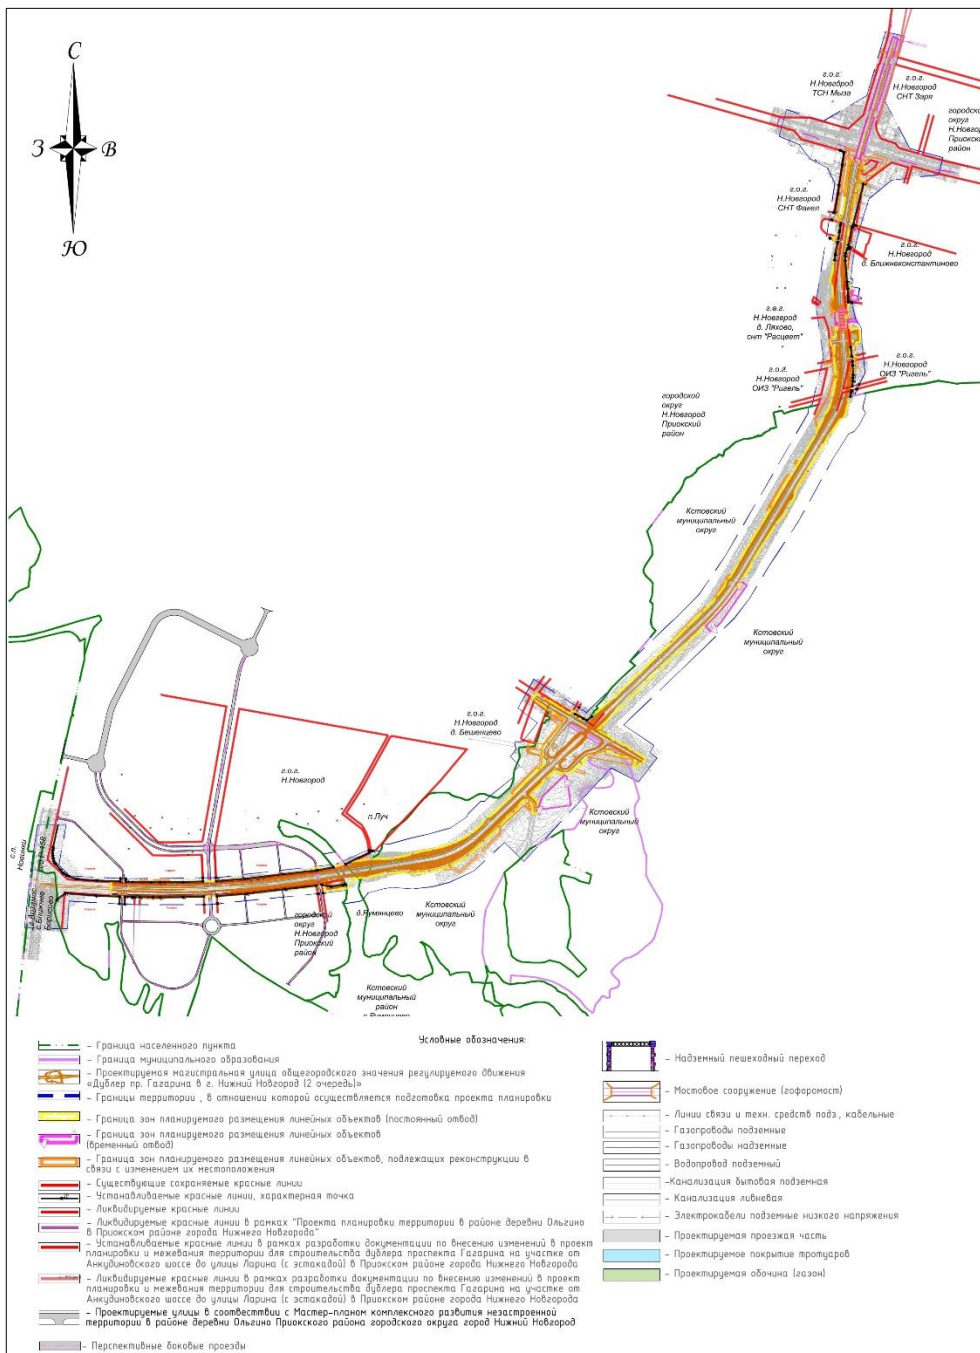 С
З
В
Ю
г.о.г.
Н.Новгород
ТСН Мыза
г.о.г.
Н.Новгород
СНТ Заря
городской
округ
Н.Новгород
Приокский
район
г.о.г.
Н.Новгород
СНТ Факел
г.о.г.
Н.Новгород
д. Ближнеконстантиново
г.о.г.
Н.Новгород
д. Ляхово,
снт "Расцвет"
г.о.г.
Н.Новгород
ОИЗ "Ригель"
г.о.г.
Н.Новгород
ОИЗ "Ригель"
городской
округ
Н.Новгород
Приокский
район
Кстовский
муниципальный
округ
Кстовский
муниципальный
округ
г.о.г.
Н.Новгород
д. Бешенцево
г.о.г.
Н.Новгород
п.Луч
Кстовский
муниципальный
округ
с.п.
Новинки
д.Румянцево
Кстовский
муниципальный
округ
городской
округ
Н.Новгород
Приокский
район
Кстовский
муниципальный
район
Условные обозначения:
- Граница населенного пункта
- Граница муниципального образования
- Проектируемая магистральная улица общегородского значения регулируемого движения
«Дублер пр. Гагарина в г. Нижний Новгород (2 очередь)»
- Границы территории , в отношении которой осуществляется подготовка проекта планировки
- Граница зон планируемого размещения линейных объектов (постоянный отвод)
- Граница зон планируемого размещения линейных объектов
(временный отвод)
- Граница зон планируемого размещения линейных объектов, подлежащих реконструкции в
связи с изменением их местоположения
- Существующие сохраняемые красные линии
- Устанавливаемые красные линии, характерная точка
- Ликвидируемые красные линии
- Ликвидируемые красные линии в рамках "Проекта планировки территории в районе деревни Ольгино
в Приокском районе города Нижнего Новгорода"
- Устанавливаемые красные линии в рамках разработки документации по внесению изменений в проект
планировки и межевания территории для строительства дублера проспекта Гагарина на участке от
Анкудиновского шоссе до улицы Ларина (с эстакадой) в Приокском районе города Нижнего Новгорода
- Ликвидируемые красные линии в рамках разработки документации по внесению изменений в проект
планировки и межевания территории для строительства дублера проспекта Гагарина на участке от
Анкудиновского шоссе до улицы Ларина (с эстакадой) в Приокском районе города Нижнего Новгорода
- Проектируемые улицы в соответствии с Мастер-планом комплексного развития незастроенной
территории в районе деревни Ольгино Приокского района городского округа город Нижний Новгород
- Перспективные боковые проезды
- Надземный пешеходный переход
- Мостовое сооружение (гофромост)
- Линии связи и техн. средств подз., кабельные
- Газопроводы подземные
- Газопроводы надземные
- Водопровод подземный
-Канализация бытовая подземная
- Канализация ливневая
- Электрокабели подземные низкого напряжения
- Проектируемая проезжая часть
- Проектируемое покрытие тротуаров
- Проектируемая обочина (газон)